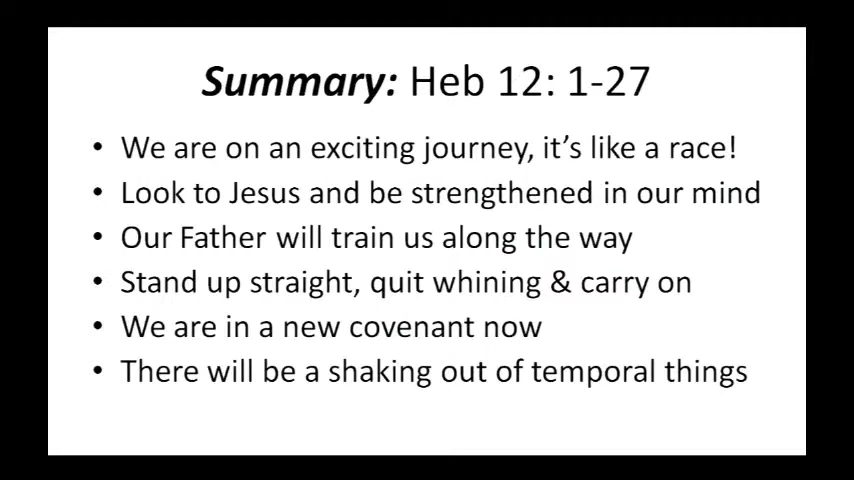 Summary: Heb 12: 1-27
• We are on an exciting journey, it’s like a race!
• Look to Jesus and be strengthened in our mind
• Our Father will train us along the way
• Stand up straight, quit whining & carry on
• We are in a new covenant now
• There will be a shaking out of temporal things